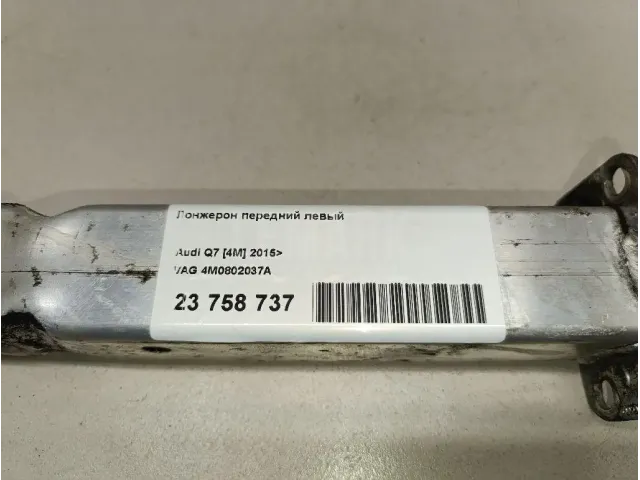 Лонжерон передний левый
Audi Q7 [4M] 2015>
VAG 4M0802037A
23 758 737